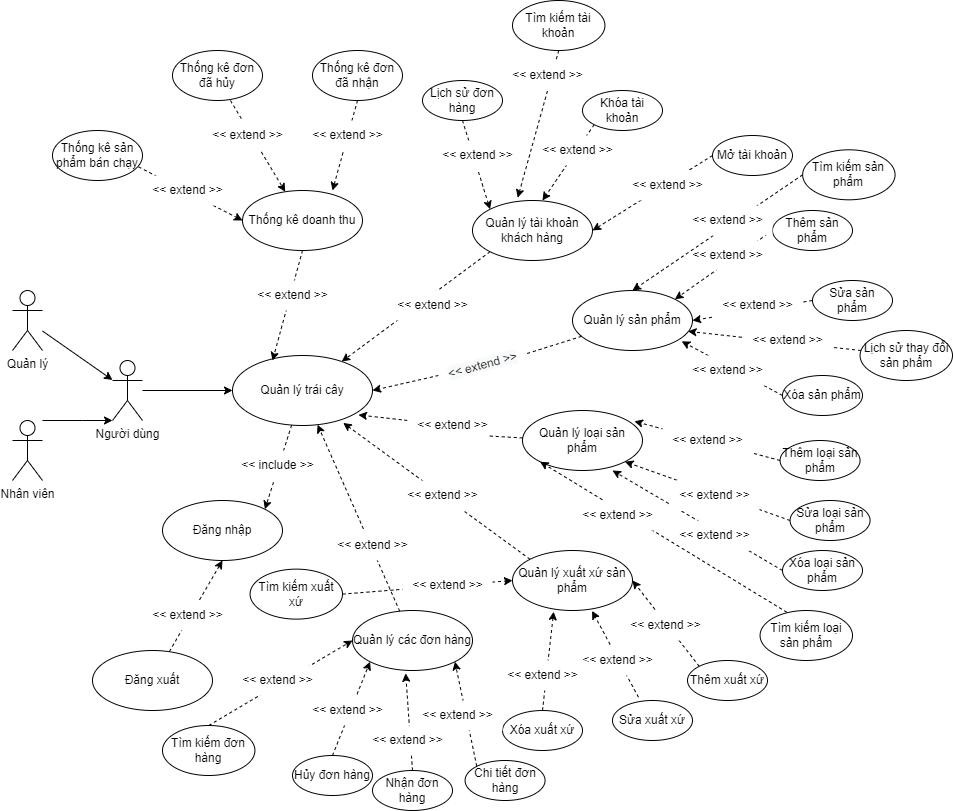 Tìm kiếm tài
khoản
Thống kê đơn
đã hủy
Thống kê đơn
đã nhận
<< extend >>
Lịch sử đơn
hàng
Khóa tài
khoản
<< extend >>
<< extend >>
Thống kê sản
phẩm bán chạy
<< extend >>
<< extend >>
Mở tài khoản
Tìm kiếm sản
phẩm
<< extend >>
<< extend >>
Thống kê doanh thu
Quản lý tài khoản
khách hàng
<< extend >>
Thêm sản
phẩm
<< extend >>
<< extend >>
<< extend >>
<< extend >>
Sửa sản
phẩm
Quản lý sản phẩm
<< extend >>
Lịch sử thay đổi
sản phẩm
Quản lý
<< extend >>
<< extend >>
Quản lý trái cây
Xóa sản phẩm
Người dùng
<< extend >>
Quản lý loại sản
phẩm
<< extend >>
Thêm loại sản
phẩm
<< include >>
Nhân viên
<< extend >>
<< extend >>
Đăng nhập
<< extend >>
Sửa loại sản
phẩm
<< extend >>
<< extend >>
Xóa loại sản
phẩm
Quản lý xuất xứ sản
phẩm
Tìm kiếm xuất
xứ
<< extend >>
<< extend >>
<< extend >>
Tìm kiếm loại
sản phẩm
Quản lý các đơn hàng
<< extend >>
Đăng xuất
<< extend >>
<< extend >>
Thêm xuất xứ
<< extend >>
<< extend >>
Xóa xuất xứ
Sửa xuất xứ
Tìm kiếm đơn
hàng
<< extend >>
Hủy đơn hàng
Nhận đơn
hàng
Chi tiết đơn
hàng